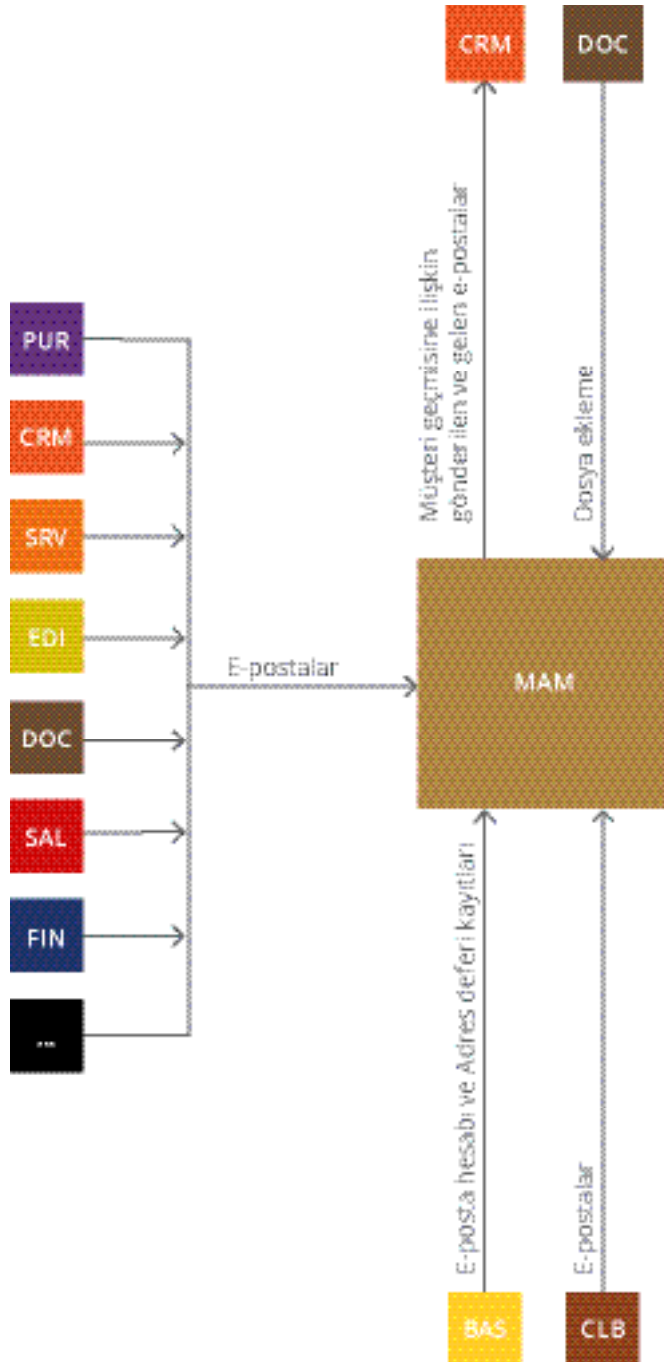 CRM
DOC
Müşteri geçmişine ilişkin
gönderilen ve gelen e-postalar
Dosya ekleme
PUR
CRM
SRV
EDI
DOC
SAL
FIN
...
E-postalar
MAM
E-posta hesabı ve Adres defteri kayıtları
E-postalar
BAS
CLB